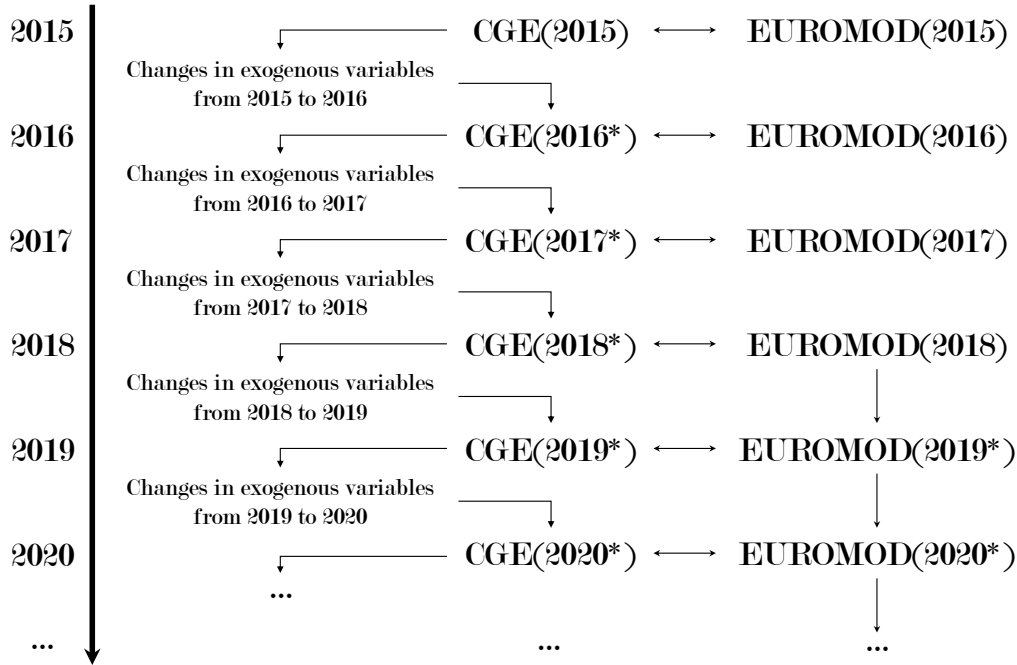 2015 CGE(2015) EUROMOD(2015)
Changes in exogenous variables
from 2015 to 2016
2016 CGE(2016*) EUROMOD(2016)
Changes in exogenous variables
from 2016 to 2017
2017 CGE(2017*) EUROMOD(2017)
Changes in exogenous variables
from 2017 to 2018
2018 CGE(2018*) EUROMOD(2018)
Changes in exogenous variables
from 2018 to 2019
2019 CGE(2019*) EUROMOD(2019*)
Changes in exogenous variables
from 2019 to 2020
2020 CGE(2020*) EUROMOD(2020*)
...
... ... ...